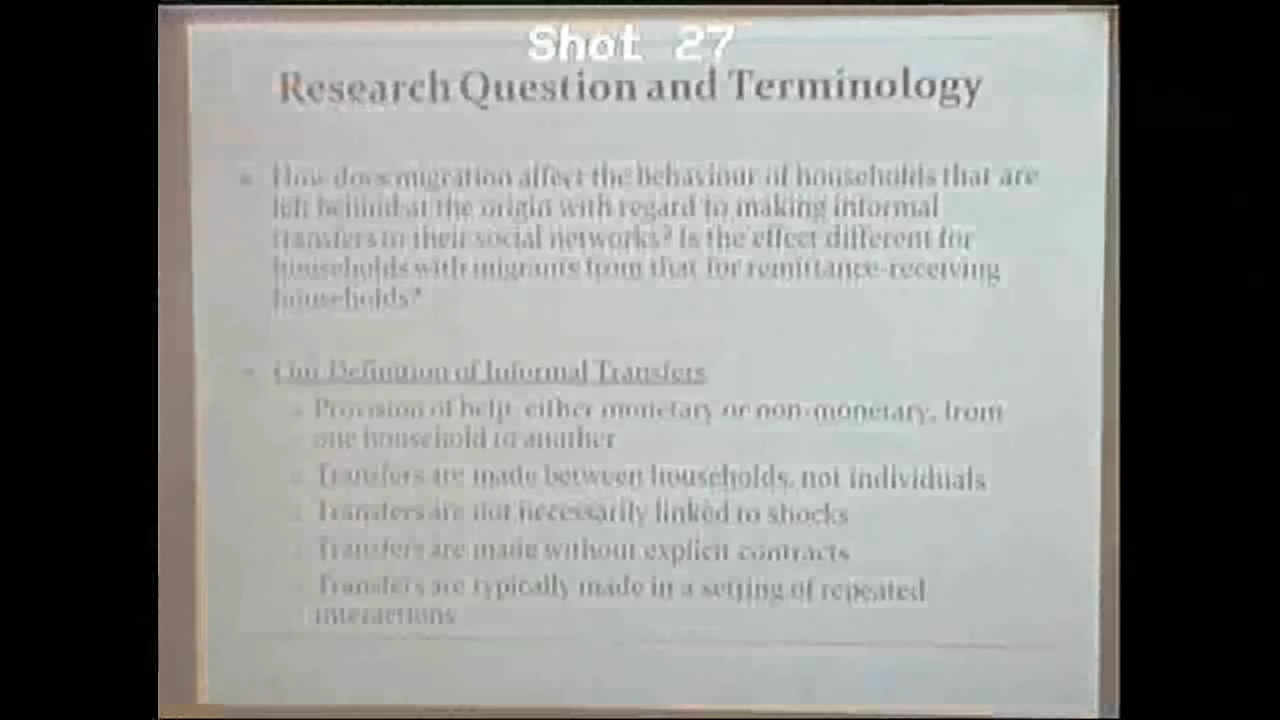 Shot 27
Research Question and Terminology
How does migration affect the behaviour of households that are
left behind at the origin with regard to making informal
transfers to their social networks? Is the effect different for
households with migrants from that for remittance-receiving
households?
Our Definition of Informal Transfers
Provision of help, either monetary or non-monetary, from
one household to another
Transfers are made between households, not individuals
Transfers are not necessarily linked to shocks
Transfers are made without explicit contracts
Transfers are typically made in a setting of repeated
interactions